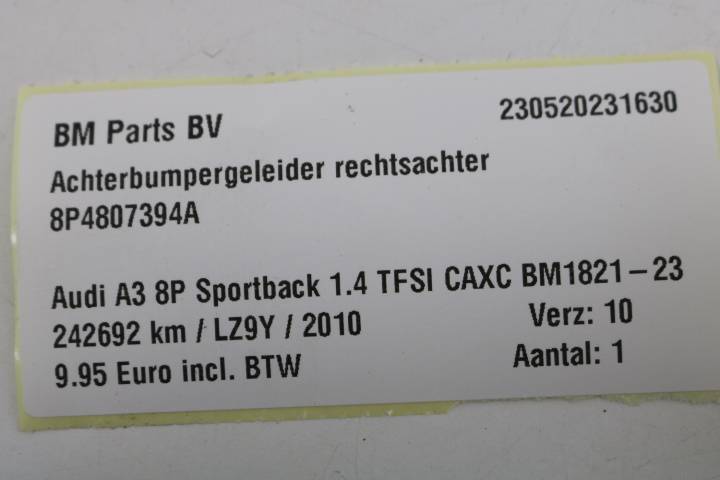 BM Parts BV 230520231630
Achterbumpergeleider rechtsachter
8P4807394A
Audi A3 8P Sportback 1.4 TFSI CAXC BM1821-23
242692 km / LZ9Y / 2010 Verz: 10
9.95 Euro incl. BTW Aantal: 1